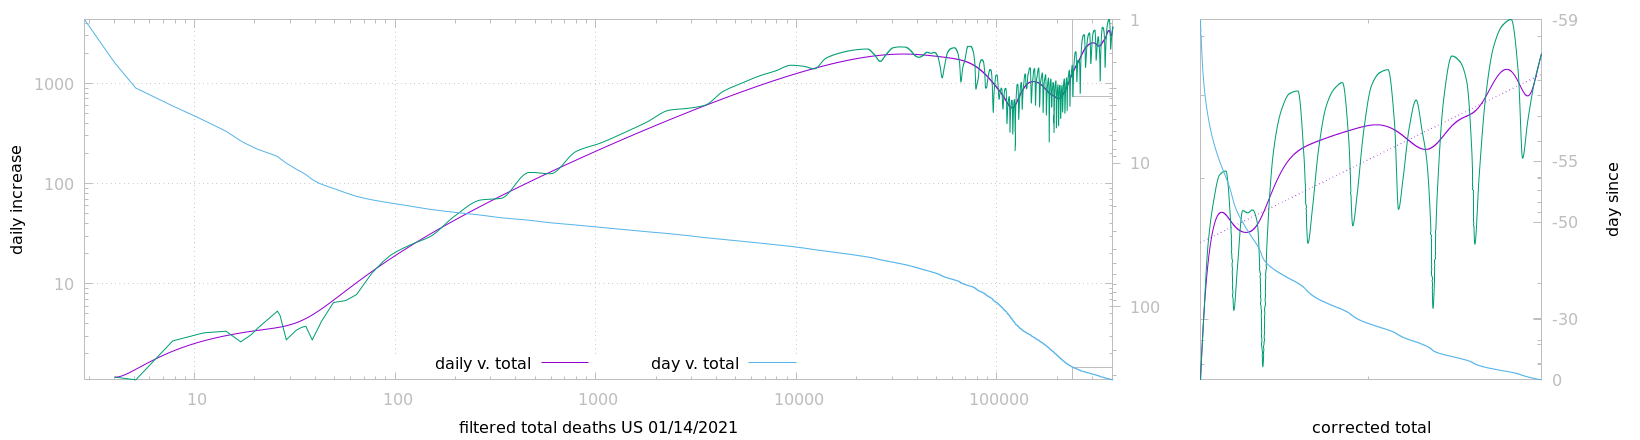 1
-59
1000
daily increase
10
-55
100
-50
day since
10
100
-30
daily v. total
day v. total
0
10
100
1000
10000
100000
filtered total deaths US 01/14/2021
corrected total